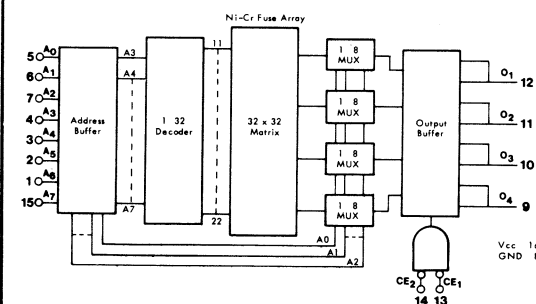 Ni-Cr Fuse Array
5 A0
6 A1
7 A2
4 A3
3 A4
2 A5
1 A6
15 A7
Address
Buffer
A3
A4
A7
1 32
Decoder
11
22
32 x 32
Matrix
1 8
MUX
1 8
MUX
1 8
MUX
1 8
MUX
A0
A1
A2
Output
Buffer
O1
12
O2
11
O3
10
O4
9
CE2
CE1
14 13
Vcc
GND